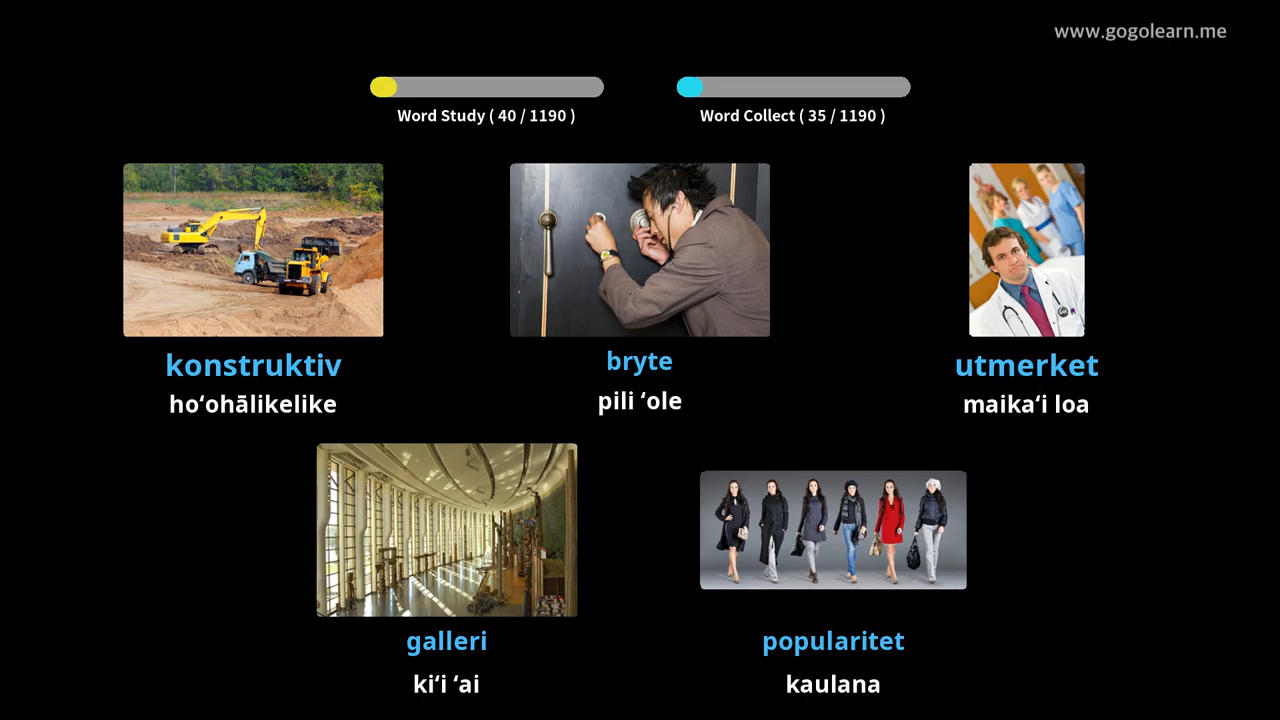 www.gogolearn.me
Word Study ( 40 / 1190 )
Word Collect ( 35 / 1190 )
konstruktiv
hoʻohālikelike
bryte
pili ʻole
utmerket
maikaʻi loa
galleri
kiʻi ʻai
popularitet
kaulana